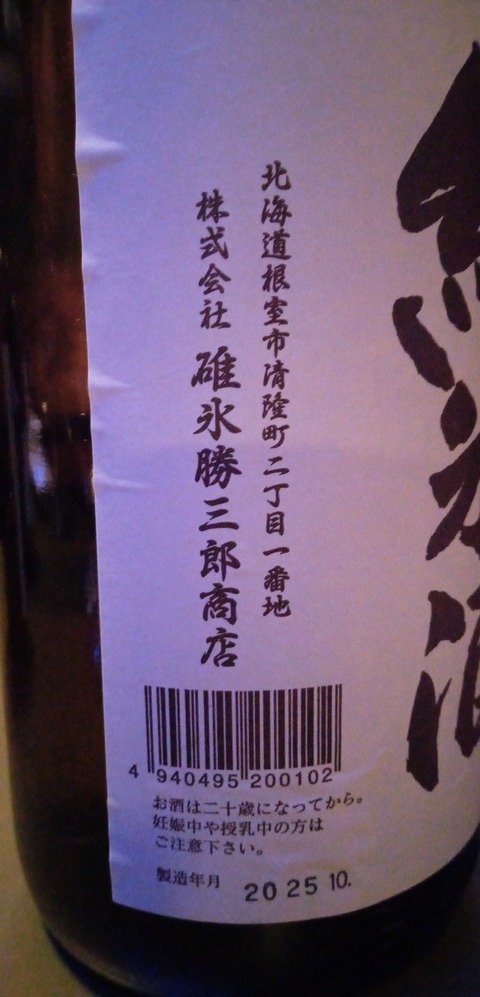 純米酒
北海道根室市清隆町二丁目一番地
株式会社 碓氷勝三郎商店
4 940495 200102
お酒は二十歳になってから。
妊娠中や授乳中の方は
ご注意下さい。
製造年月 2025 10.